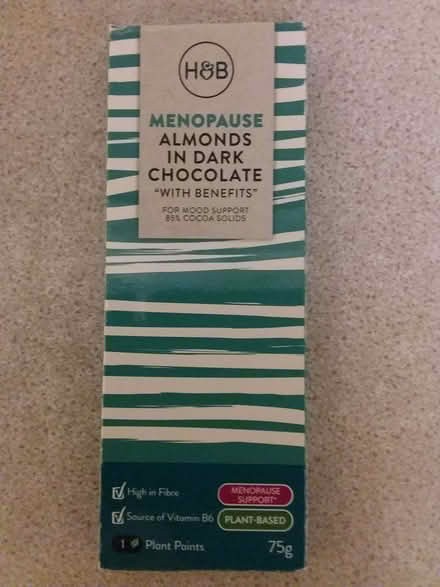 H&B
MENOPAUSE
ALMONDS
IN DARK
CHOCOLATE
"WITH BENEFITS"
FOR MOOD SUPPORT
85% COCOA SOLIDS
High in Fibre
MENOPAUSE
SUPPORT*
Source of Vitamin B6
PLANT-BASED
1
Plant Points
75g